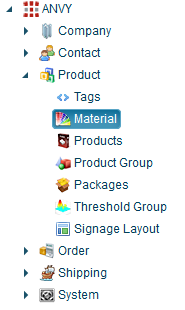 ANVY
Company
Contact
Product
Tags
Material
Products
Product Group
Packages
Threshold Group
Signage Layout
Order
Shipping
System